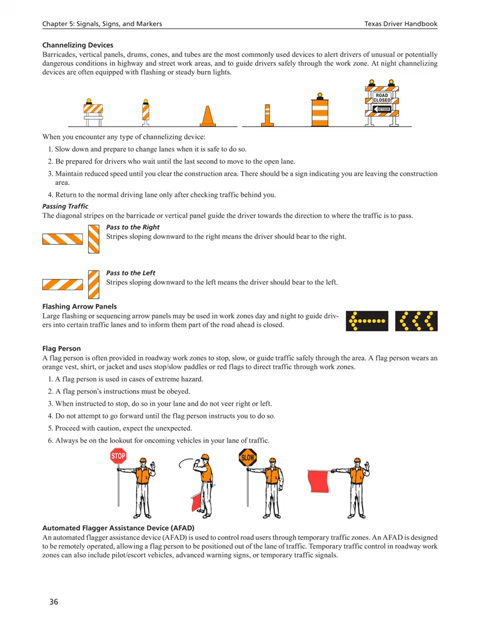 Chapter 5: Signals, Signs, and Markers
Texas Driver Handbook
Channelizing Devices
Barricades, vertical panels, drums, cones, and tubes are the most commonly used devices to alert drivers of unusual or potentially
dangerous conditions in highway and street work areas, and to guide drivers safely through the work zone. At night channelizing
devices are often equipped with flashing or steady burn lights.
ROAD
CLOSED
When you encounter any type of channelizing device:
1. Slow down and prepare to change lanes when it is safe to do so.
2. Be prepared for drivers who wait until the last second to move to the open lane.
3. Maintain reduced speed until you clear the construction area. There should be a sign indicating you are leaving the construction
area.
4. Return to the normal driving lane only after checking traffic behind you.
Passing Traffic
The diagonal stripes on the barricade or vertical panel guide the driver towards the direction to where the traffic is to pass.
Pass to the Right
Stripes sloping downward to the right means the driver should bear to the right.
Pass to the Left
Stripes sloping downward to the left means the driver should bear to the left.
Flashing Arrow Panels
Large flashing or sequencing arrow panels may be used in work zones day and night to guide driv-
ers into certain traffic lanes and to inform them part of the road ahead is closed.
Flag Person
A flag person is often provided in roadway work zones to stop, slow, or guide traffic safely through the area. A flag person wears an
orange vest, shirt, or jacket and uses stop/slow paddles or red flags to direct traffic through work zones.
1. A flag person is used in cases of extreme hazard.
2. A flag person's instructions must be obeyed.
3. When instructed to stop, do so in your lane and do not veer right or left.
4. Do not attempt to go forward until the flag person instructs you to do so.
5. Proceed with caution, expect the unexpected.
6. Always be on the lookout for oncoming vehicles in your lane of traffic.
STOP
SLOW
Automated Flagger Assistance Device (AFAD)
An automated flagger assistance device (AFAD) is used to control road users through temporary traffic zones. An AFAD is designed
to be remotely operated, allowing a flag person to be positioned out of the lane of traffic. Temporary traffic control in roadway work
zones can also include pilot/escort vehicles, advanced warning signs, or temporary traffic signals.
36